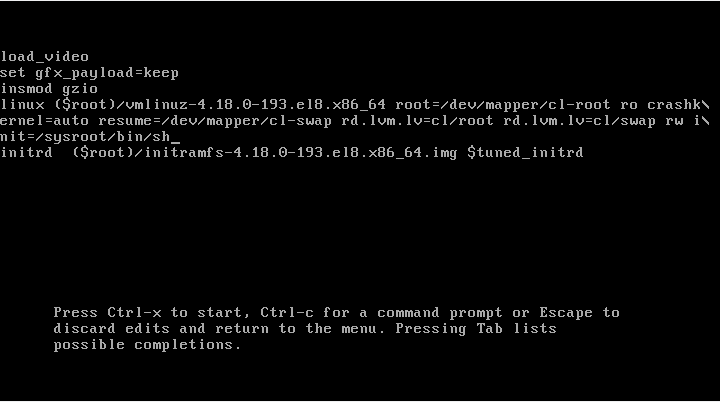 load_video
set gfx_payload=keep
insmod gzio
linux ($root)/vmlinuz-4.18.0-193.el8.x86_64 root=/dev/mapper/cl-root ro crashk\
ernel=auto resume=/dev/mapper/cl-swap rd.lvm.lv=cl/root rd.lvm.lv=cl/swap rw i\
nit=/sysroot/bin/sh_
initrd  ($root)/initramfs-4.18.0-193.el8.x86_64.img $tuned_initrd
Press Ctrl-x to start, Ctrl-c for a command prompt or Escape to
discard edits and return to the menu. Pressing Tab lists
possible completions.